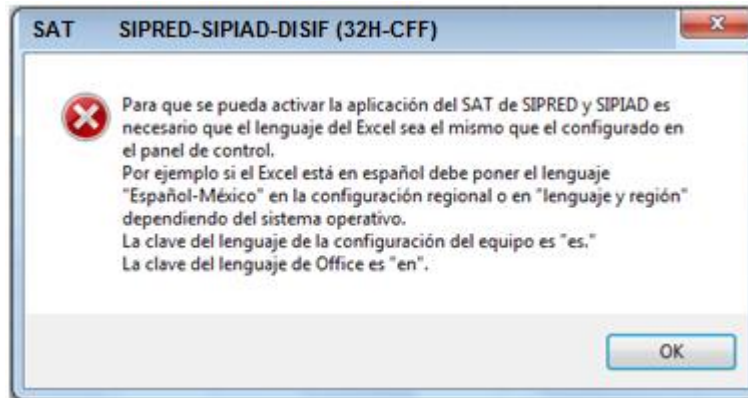 SAT SIPRED-SIPIAD-DISIF (32H-CFF)
Para que se pueda activar la aplicación del SAT de SIPRED y SIPIAD es
necesario que el lenguaje del Excel sea el mismo que el configurado en
el panel de control.
Por ejemplo si el Excel está en español debe poner el lenguaje
"Español-México" en la configuración regional o en "lenguaje y región"
dependiendo del sistema operativo.
La clave del lenguaje de la configuración del equipo es "es."
La clave del lenguaje de Office es "en".
OK